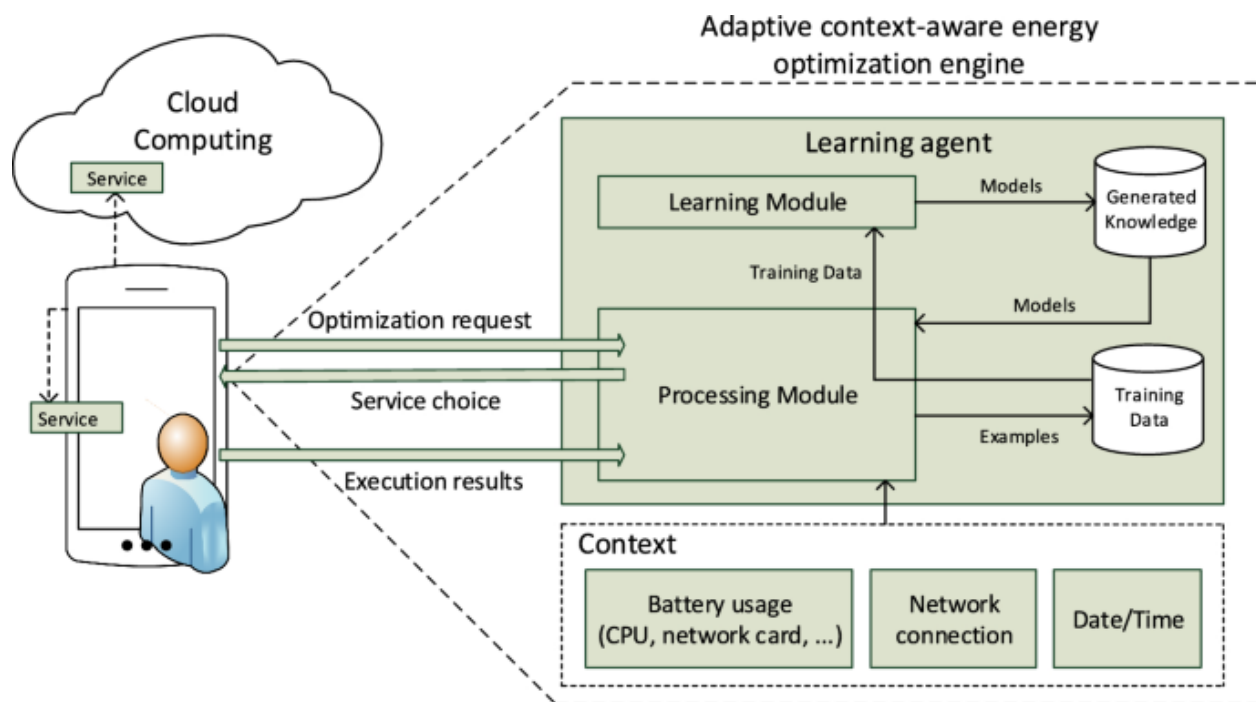 Adaptive context-aware energy
optimization engine
Cloud
Computing
Service
Service
Optimization request
Service choice
Execution results
Learning agent
Learning Module
Models
Generated
Knowledge
Training Data
Models
Processing Module
Training
Data
Examples
Context
Battery usage
(CPU, network card, ...)
Network
connection
Date/Time